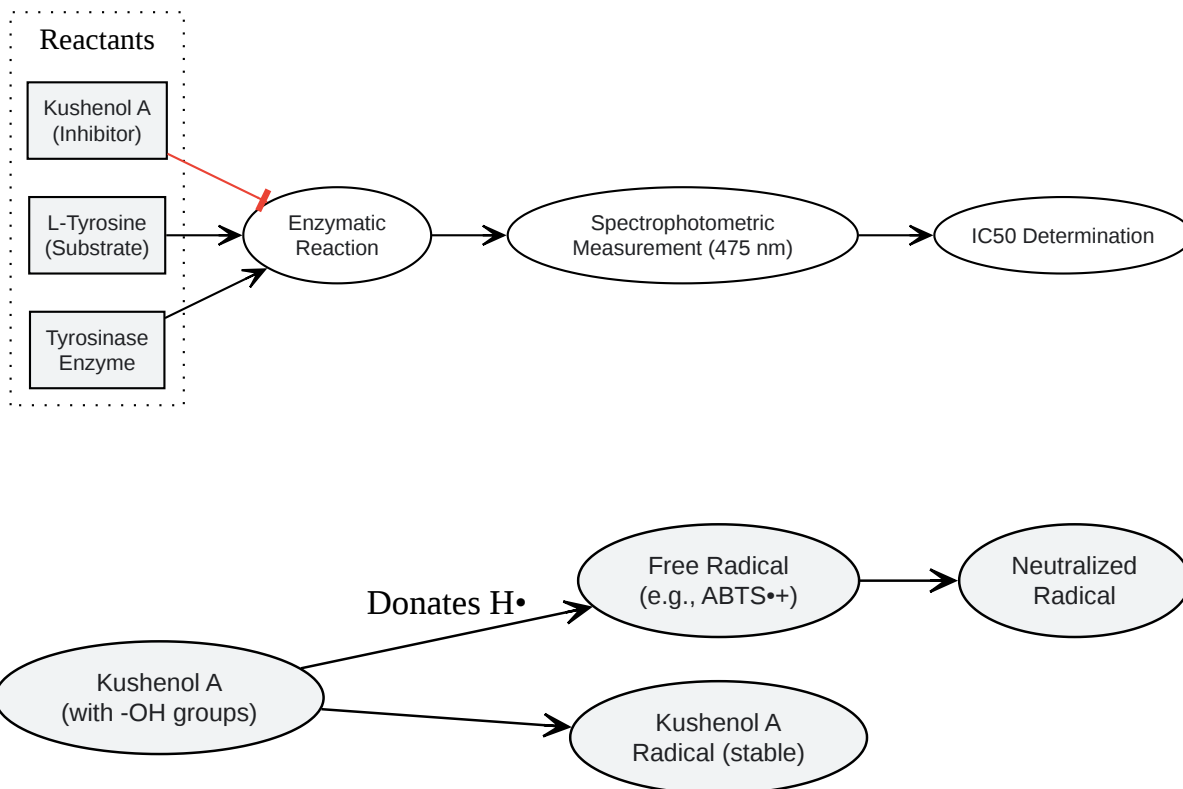 Reactants
Kushenol A
(Inhibitor)
L-Tyrosine
(Substrate)
Tyrosinase
Enzyme
Enzymatic
Reaction
Spectrophotometric
Measurement (475 nm)
IC50 Determination
Kushenol A
(with -OH groups)
Donates H•
Free Radical
(e.g., ABTS•+)
Neutralized
Radical
Kushenol A
Radical (stable)